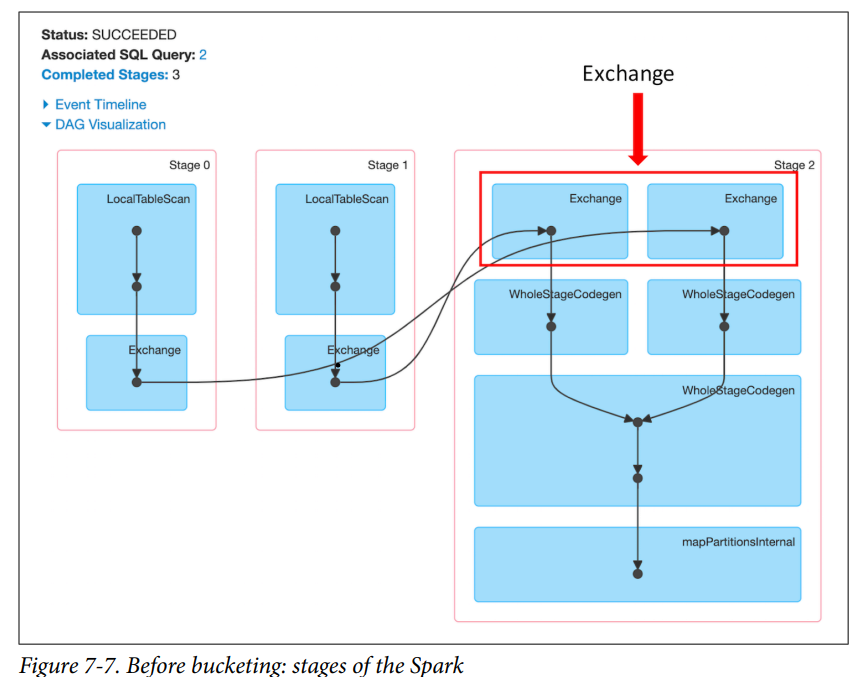 Status: SUCCEEDED
Associated SQL Query: 2
Completed Stages: 3
Event Timeline
DAG Visualization
Exchange
Stage 0
LocalTableScan
Exchange
Stage 1
LocalTableScan
Exchange
Stage 2
Exchange
Exchange
WholeStageCodegen
WholeStageCodegen
WholeStageCodegen
mapPartitionsInternal
Figure 7-7. Before bucketing: stages of the Spark